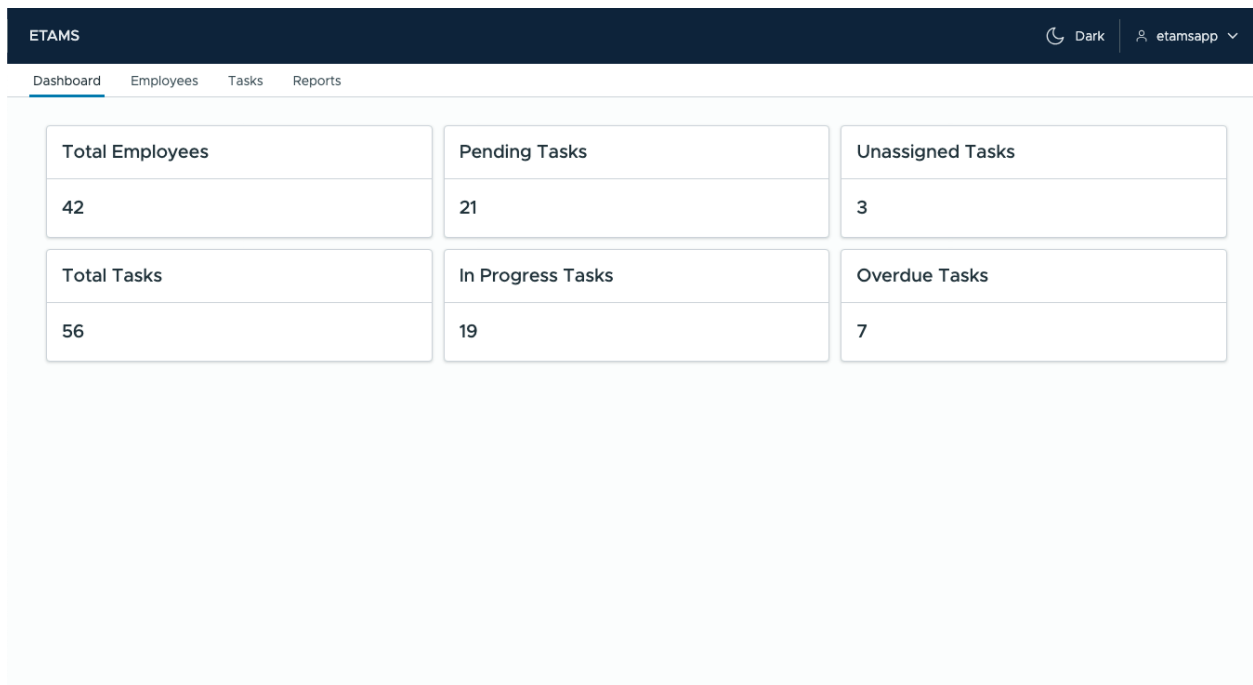 ETAMS
Dark
etamsapp
Dashboard Employees Tasks Reports
Total Employees
42
Pending Tasks
21
Unassigned Tasks
3
Total Tasks
56
In Progress Tasks
19
Overdue Tasks
7